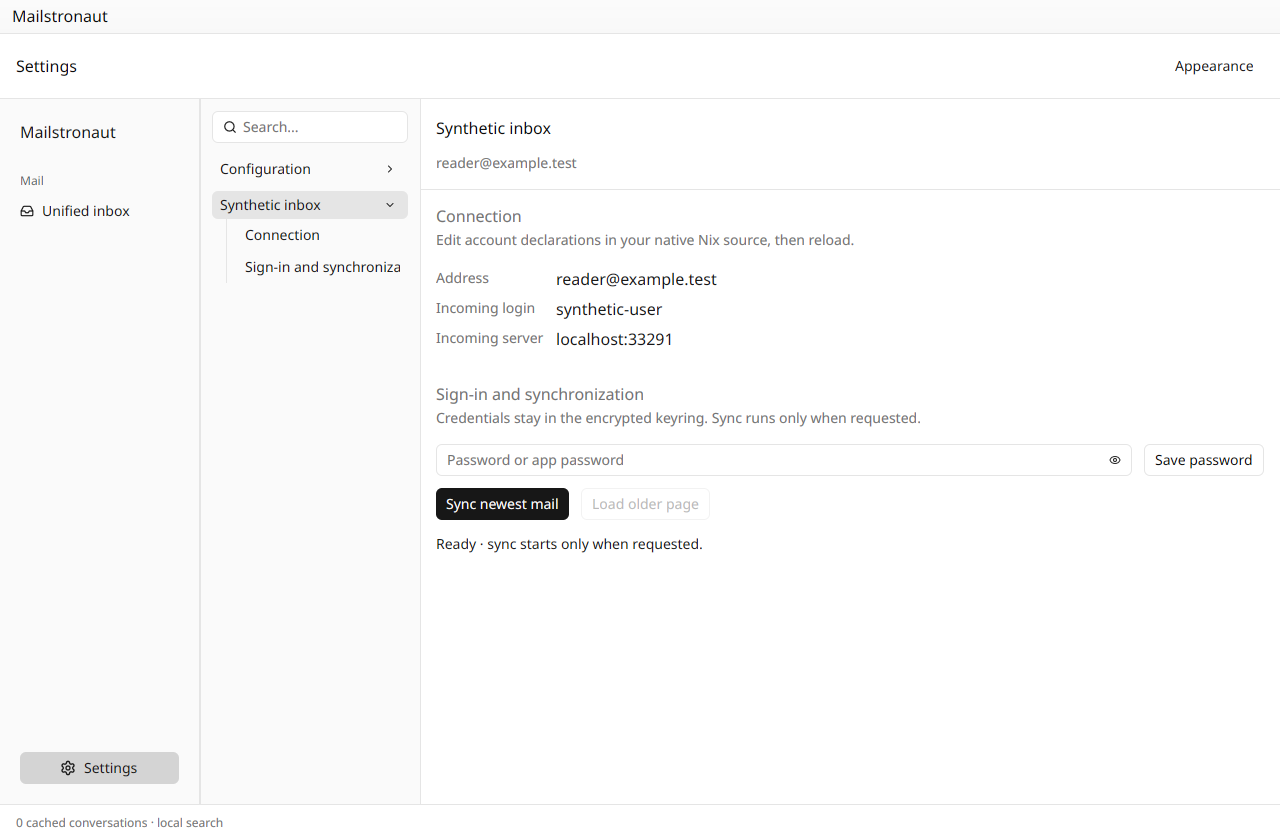 Mailstronaut
Settings
Appearance
Mailstronaut
Mail
Unified inbox
Settings
Search...
Configuration
Synthetic inbox
Connection
Sign-in and synchroniza
Synthetic inbox
reader@example.test
Connection
Edit account declarations in your native Nix source, then reload.
Address reader@example.test
Incoming login synthetic-user
Incoming server localhost:33291
Sign-in and synchronization
Credentials stay in the encrypted keyring. Sync runs only when requested.
Password or app password Save password
Sync newest mail Load older page
Ready · sync starts only when requested.
0 cached conversations · local search